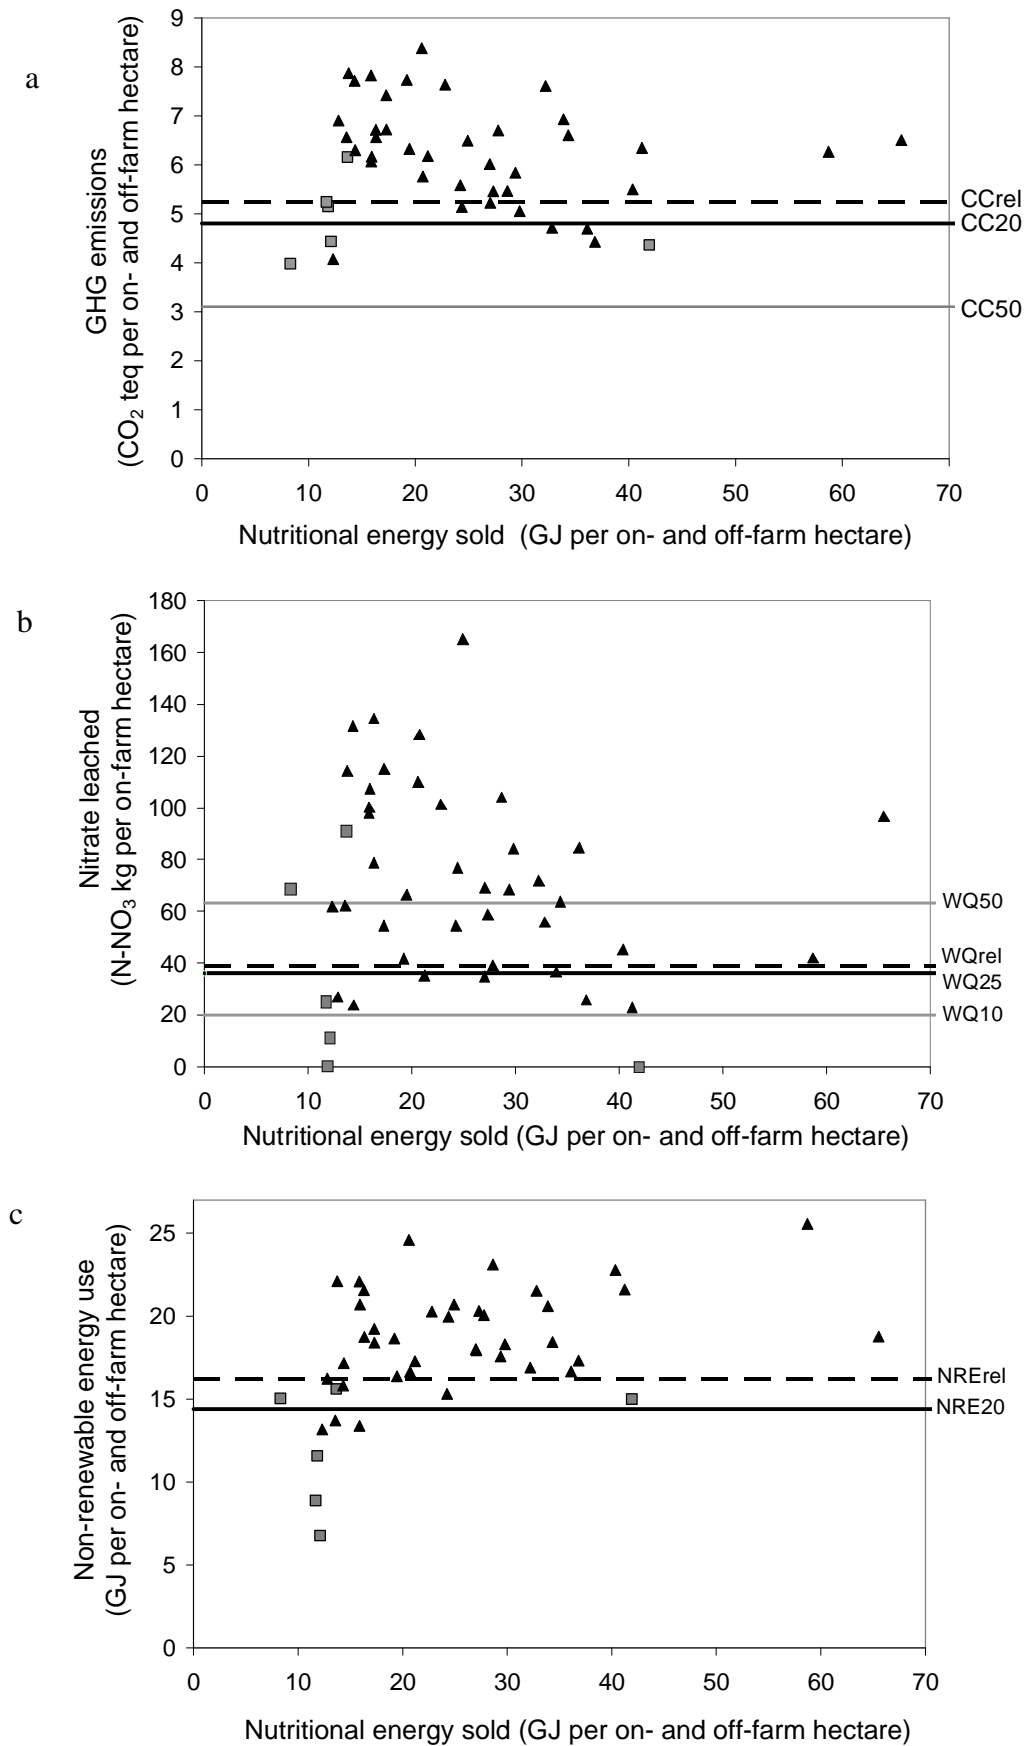 a
GHG emissions
(CO₂ teq per on- and off-farm hectare)
9
8
7
6
5
4
3
2
1
0
CCrel
CC20
CC50
0 10 20 30 40 50 60 70
Nutritional energy sold (GJ per on- and off-farm hectare)
b
Nitrate leached
(N-NO₃ kg per on-farm hectare)
180
160
140
120
100
80
60
40
20
0
WQ50
WQrel
WQ25
WQ10
0 10 20 30 40 50 60 70
Nutritional energy sold (GJ per on- and off-farm hectare)
c
Non-renewable energy use
(GJ per on- and off-farm hectare)
25
20
15
10
5
0
NRErel
NRE20
0 10 20 30 40 50 60 70
Nutritional energy sold (GJ per on- and off-farm hectare)